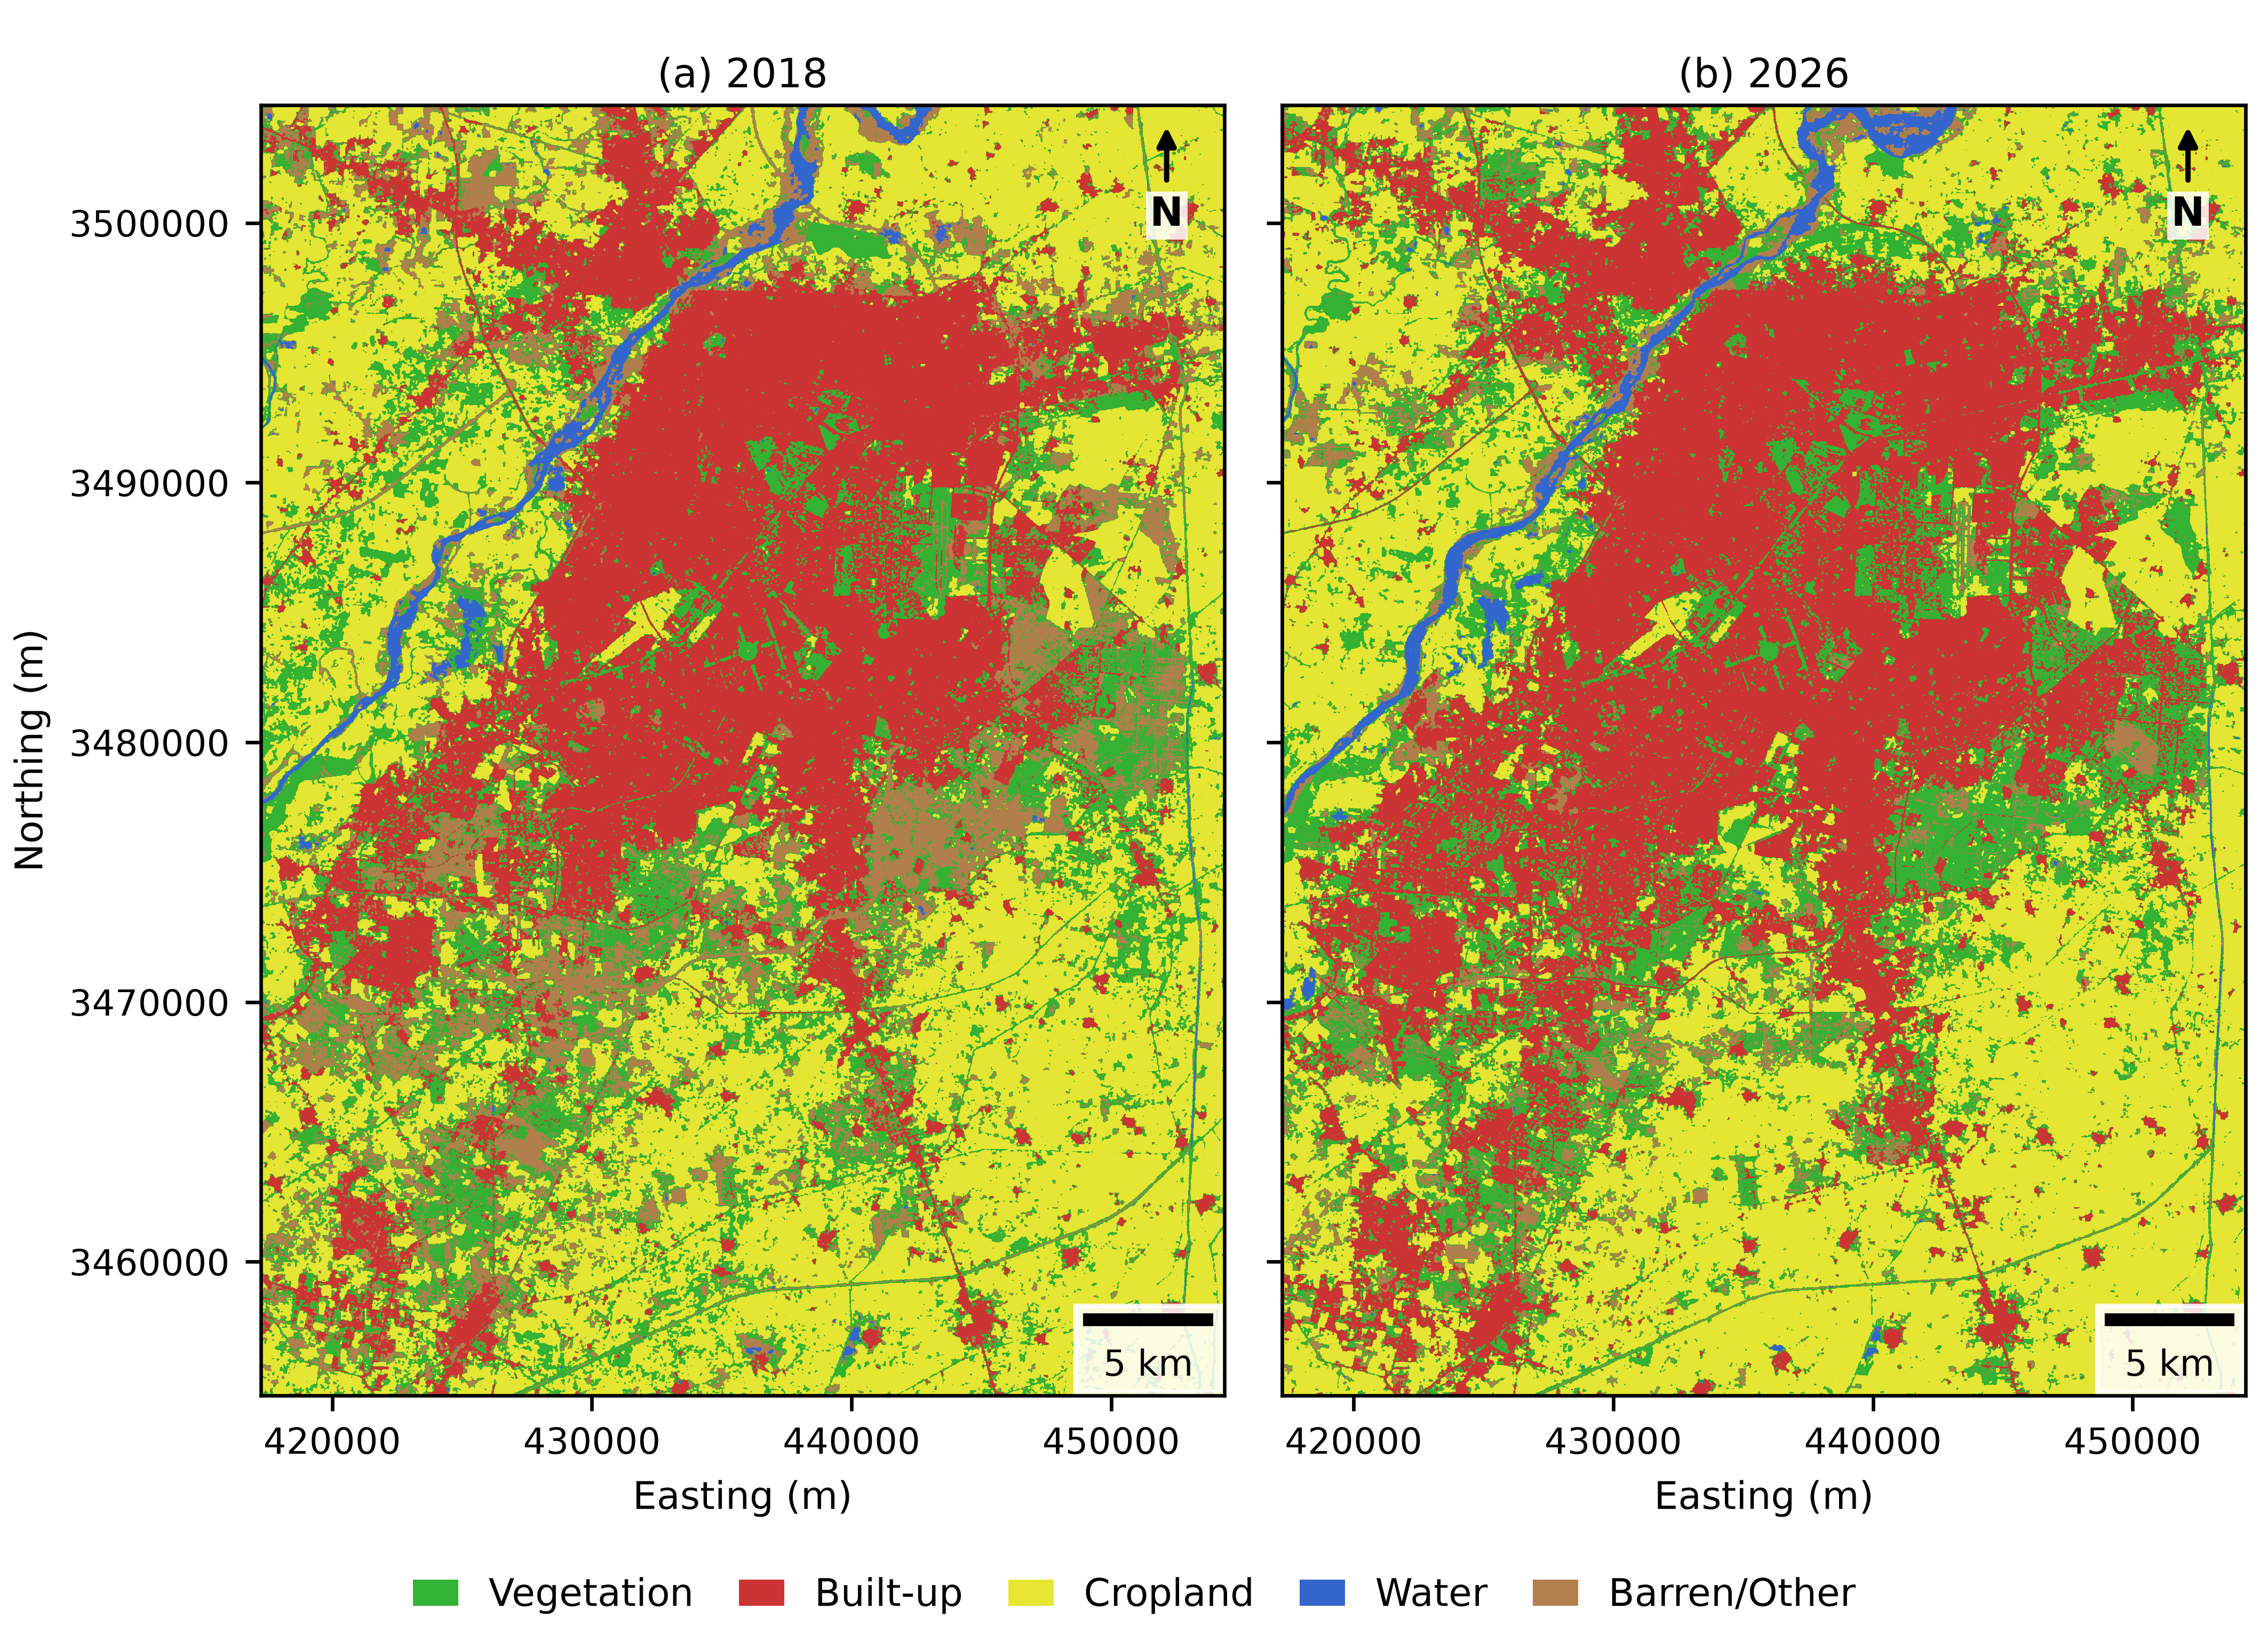 (a) 2018
(b) 2026
N
N
3500000
3490000
3480000
3470000
3460000
Northing (m)
5 km
5 km
420000 430000 440000 450000
420000 430000 440000 450000
Easting (m)
Easting (m)
Vegetation Built-up Cropland Water Barren/Other